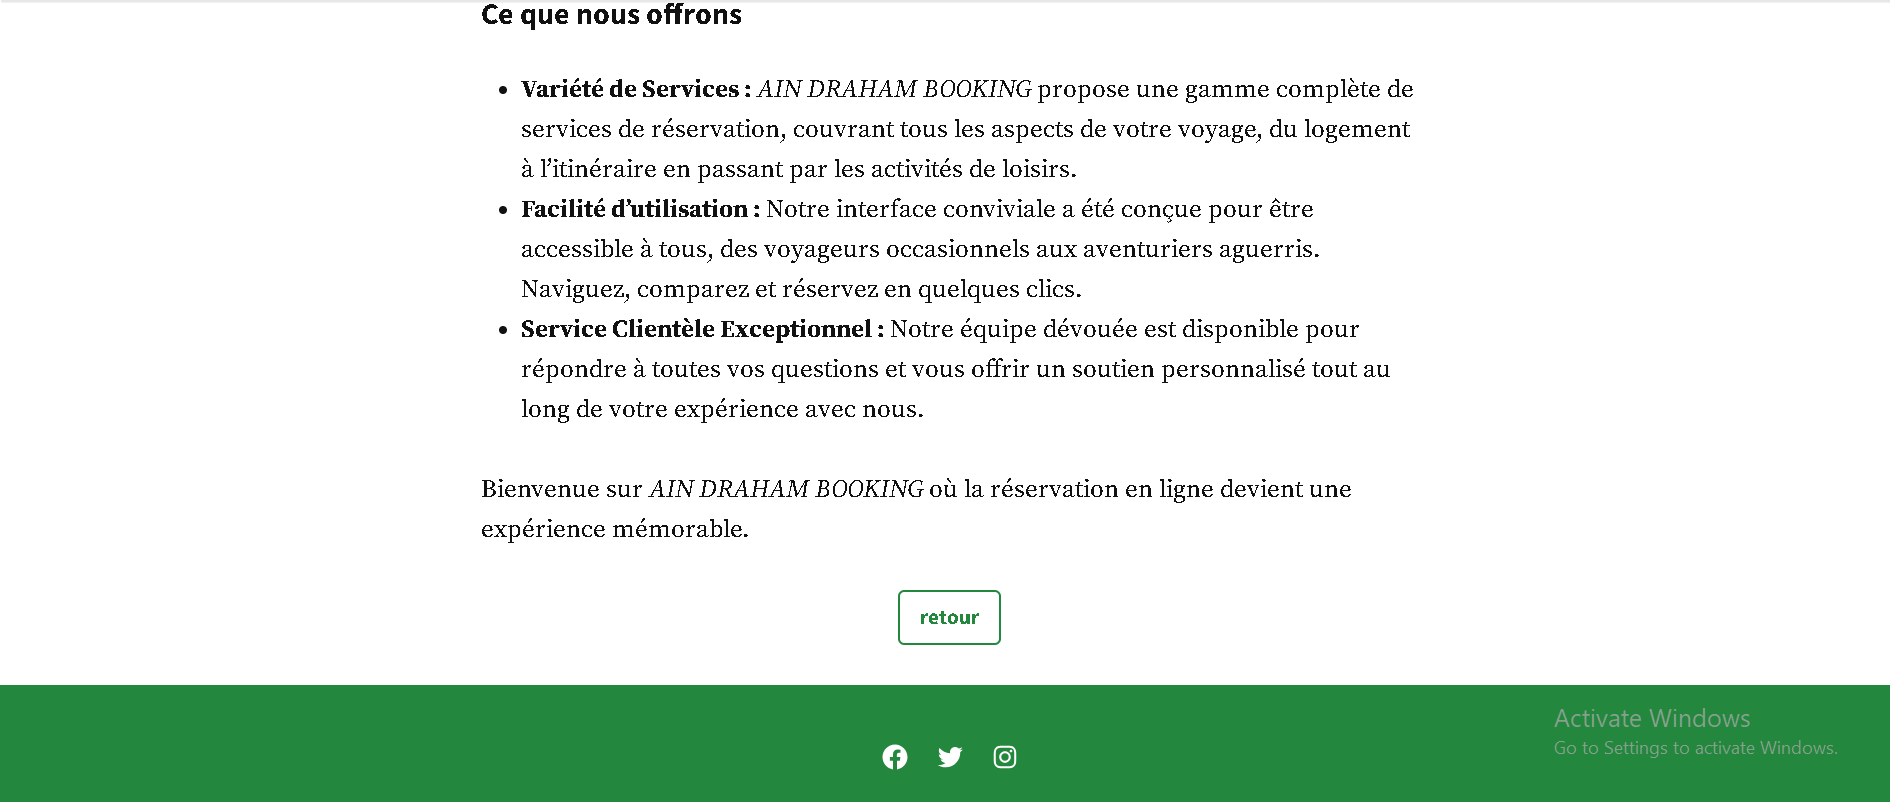 Ce que nous offrons
Variété de Services : AIN DRAHAM BOOKING propose une gamme complète de
services de réservation, couvrant tous les aspects de votre voyage, du logement
à l’itinéraire en passant par les activités de loisirs.
Facilité d’utilisation : Notre interface conviviale a été conçue pour être
accessible à tous, des voyageurs occasionnels aux aventuriers aguerris.
Naviguez, comparez et réservez en quelques clics.
Service Clientèle Exceptionnel : Notre équipe dévouée est disponible pour
répondre à toutes vos questions et vous offrir un soutien personnalisé tout au
long de votre expérience avec nous.
Bienvenue sur AIN DRAHAM BOOKING où la réservation en ligne devient une
expérience mémorable.
retour
Activate Windows
Go to Settings to activate Windows.